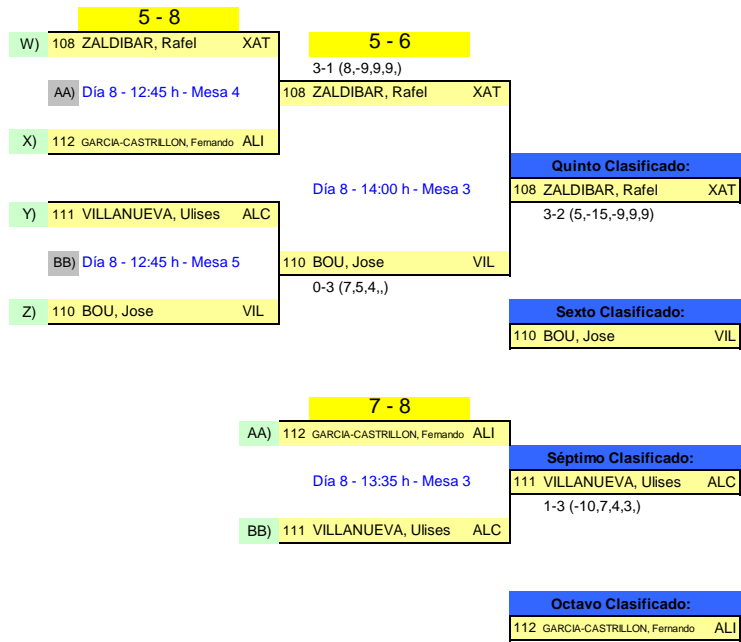 5 - 8
W) 108 ZALDIBAR, Rafel XAT
5 - 6
3-1 (8,-9,9,9,)
AA) Día 8 - 12:45 h - Mesa 4
108 ZALDIBAR, Rafel XAT
X) 112 GARCIA-CASTRILLON, Fernando ALI
Quinto Clasificado:
Día 8 - 14:00 h - Mesa 3
108 ZALDIBAR, Rafel XAT
Y) 111 VILLANUEVA, Ulises ALC
3-2 (5,-15,-9,9,9)
BB) Día 8 - 12:45 h - Mesa 5
110 BOU, Jose VIL
0-3 (7,5,4,,)
Z) 110 BOU, Jose VIL
Sexto Clasificado:
110 BOU, Jose VIL
7 - 8
AA) 112 GARCIA-CASTRILLON, Fernando ALI
Séptimo Clasificado:
Día 8 - 13:35 h - Mesa 3
111 VILLANUEVA, Ulises ALC
1-3 (-10,7,4,3,)
BB) 111 VILLANUEVA, Ulises ALC
Octavo Clasificado:
112 GARCIA-CASTRILLON, Fernando ALI